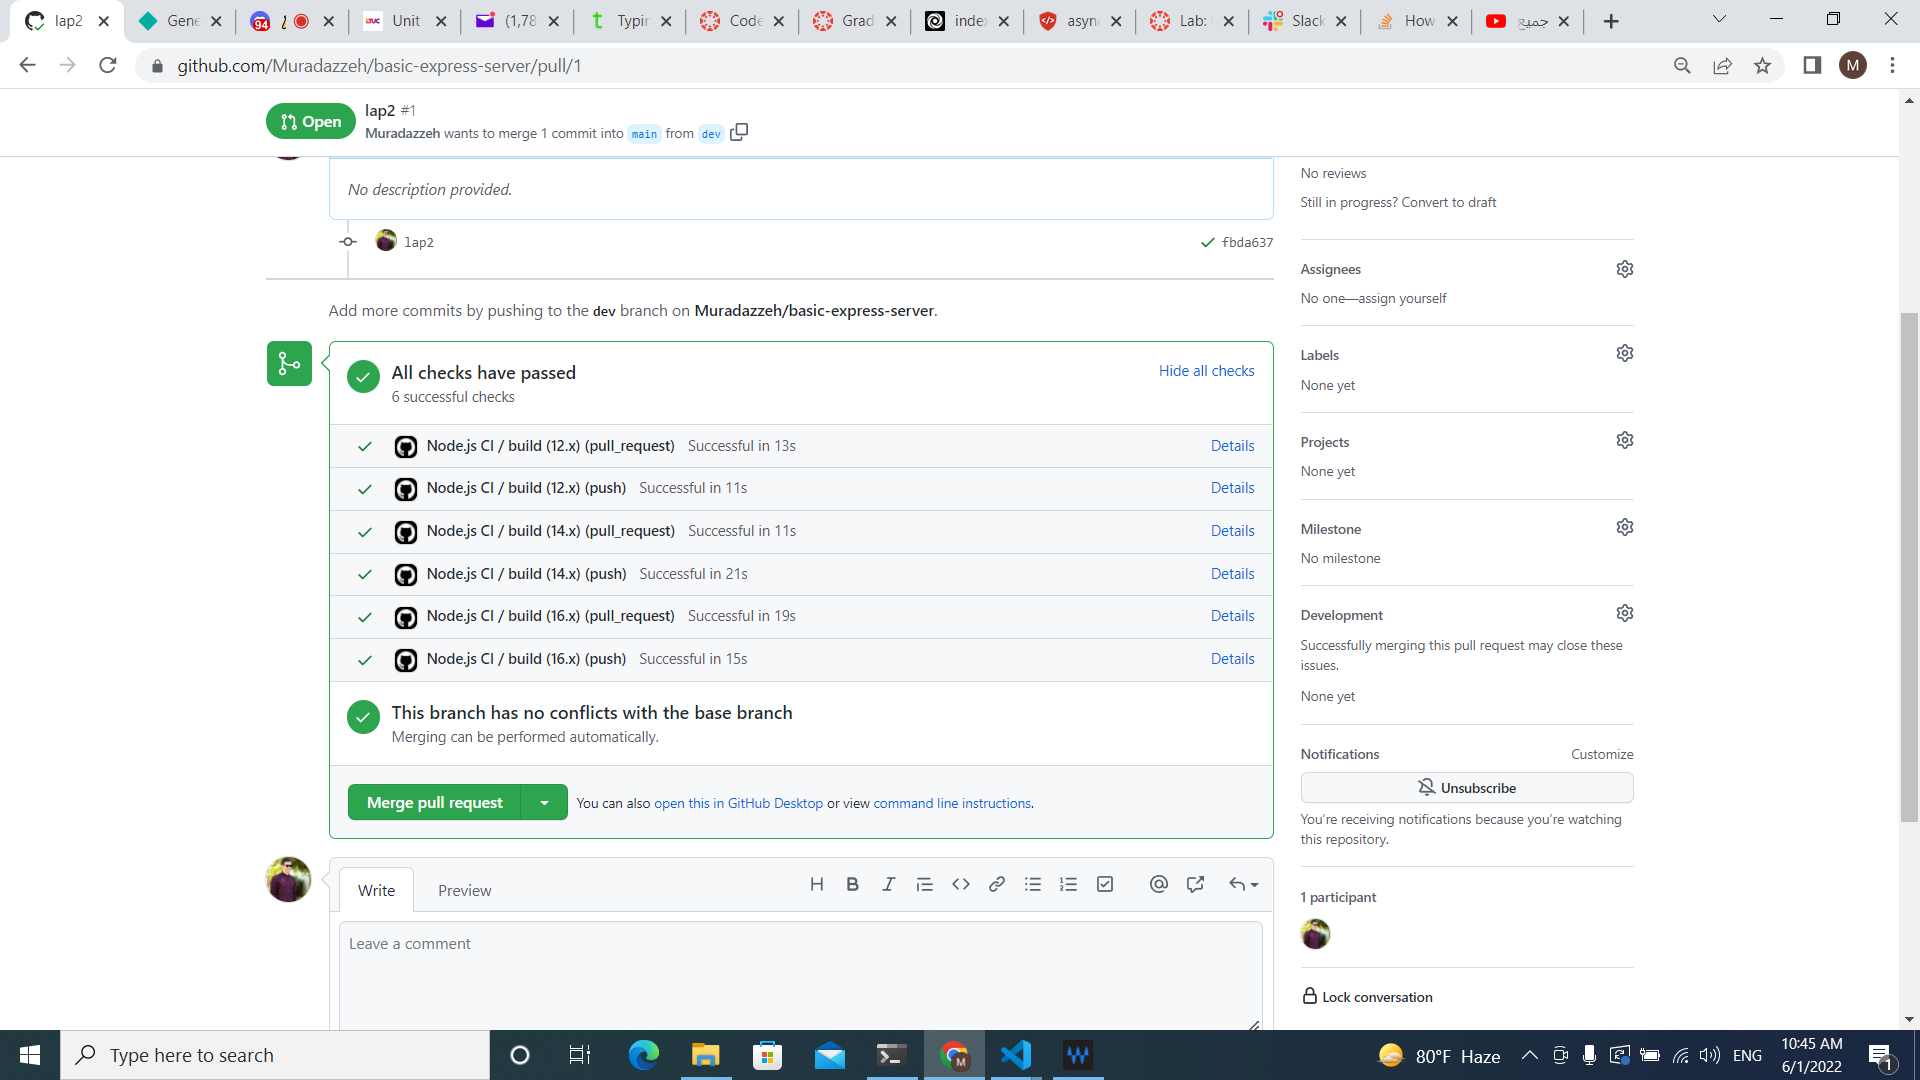 lap2
Gene
94
LTUC Unit
(1,78
Typin
Code
Grad
index
async
Lab:
Slack
How
جميع
github.com/Muradazzeh/basic-express-server/pull/1
M
Open
lap2 #1
Muradazzeh wants to merge 1 commit into main from dev
No description provided.
lap2
fbda637
Add more commits by pushing to the dev branch on Muradazzeh/basic-express-server.
All checks have passed
Hide all checks
6 successful checks
Node.js CI / build (12.x) (pull_request) Successful in 13s Details
Node.js CI / build (12.x) (push) Successful in 11s Details
Node.js CI / build (14.x) (pull_request) Successful in 11s Details
Node.js CI / build (14.x) (push) Successful in 21s Details
Node.js CI / build (16.x) (pull_request) Successful in 19s Details
Node.js CI / build (16.x) (push) Successful in 15s Details
This branch has no conflicts with the base branch
Merging can be performed automatically.
Merge pull request
You can also open this in GitHub Desktop or view command line instructions.
Write
Preview
Leave a comment
No reviews
Still in progress? Convert to draft
Assignees
No one—assign yourself
Labels
None yet
Projects
None yet
Milestone
No milestone
Development
Successfully merging this pull request may close these
issues.
None yet
Notifications
Customize
Unsubscribe
You're receiving notifications because you're watching
this repository.
1 participant
Lock conversation
Type here to search
M
80°F Haze
ENG
10:45 AM
6/1/2022
1